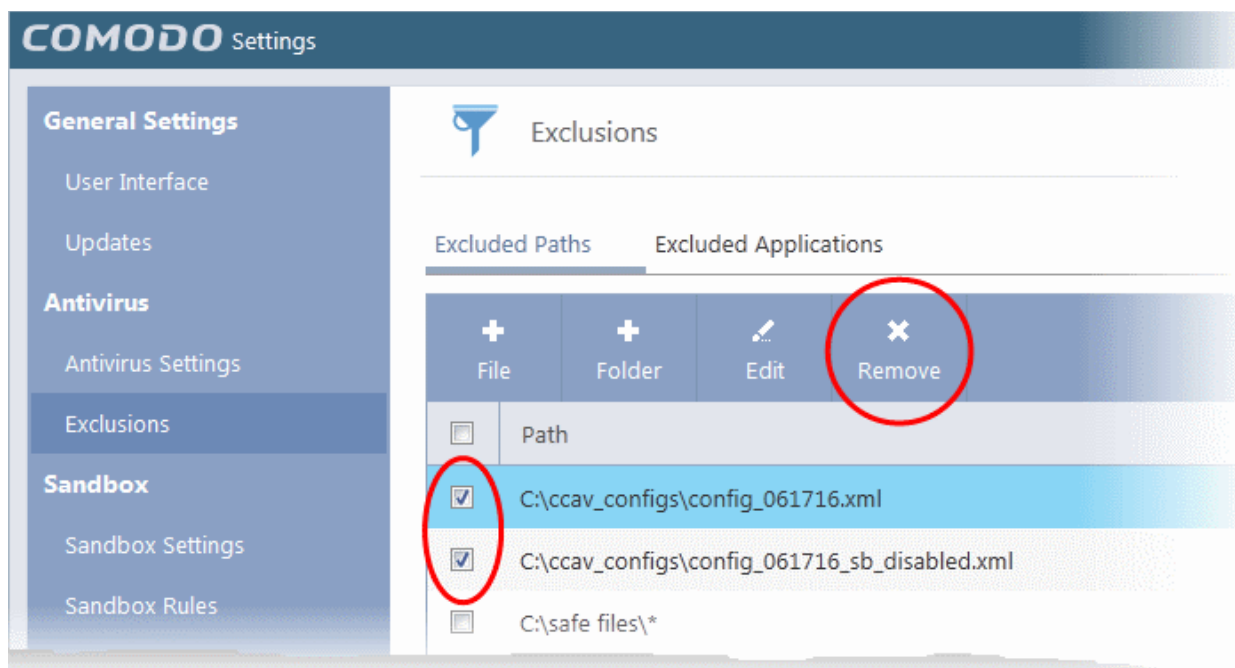 COMODO Settings
General Settings
User Interface
Updates
Antivirus
Antivirus Settings
Exclusions
Sandbox
Sandbox Settings
Sandbox Rules
Exclusions
Excluded Paths Excluded Applications
File Folder Edit Remove
Path
C:\ccav_configs\config_061716.xml
C:\ccav_configs\config_061716_sb_disabled.xml
C:\safe files\*